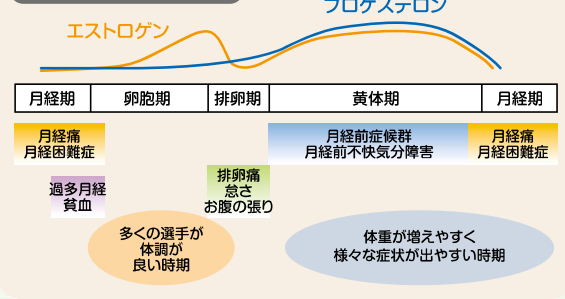 プロゲステロン
エストロゲン
月経期 卵胞期 排卵期 黄体期 月経期
月経痛
月経困難症
過多月経
貧血
排卵痛
怠さ
お腹の張り
月経前症候群
月経前不快気分障害
月経痛
月経困難症
多くの選手が
体調が
良い時期
体重が増えやすく
様々な症状が出やすい時期